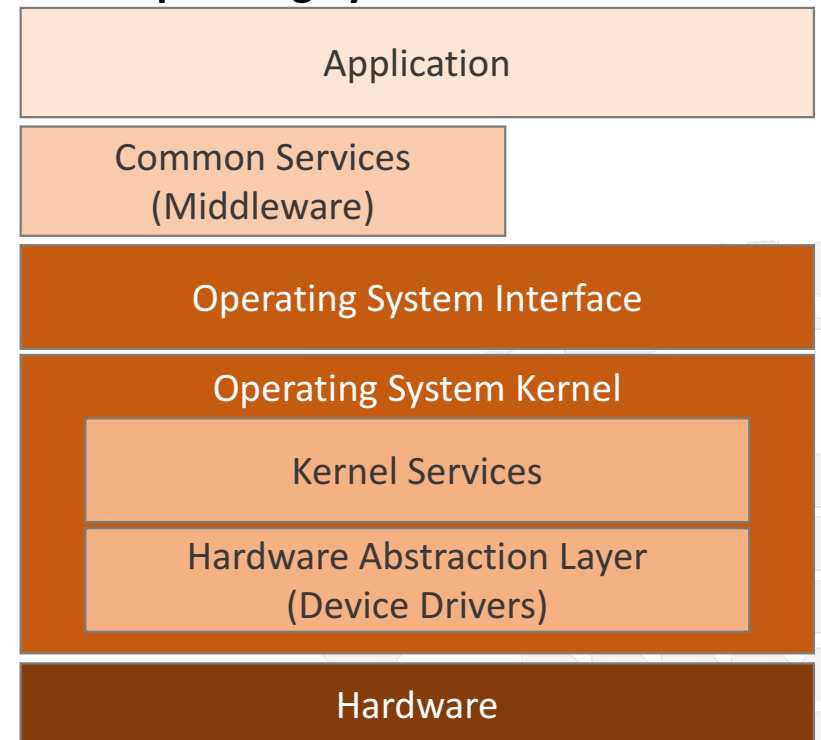 Application
Common Services
(Middleware)
Operating System Interface
Operating System Kernel
Kernel Services
Hardware Abstraction Layer
(Device Drivers)
Hardware